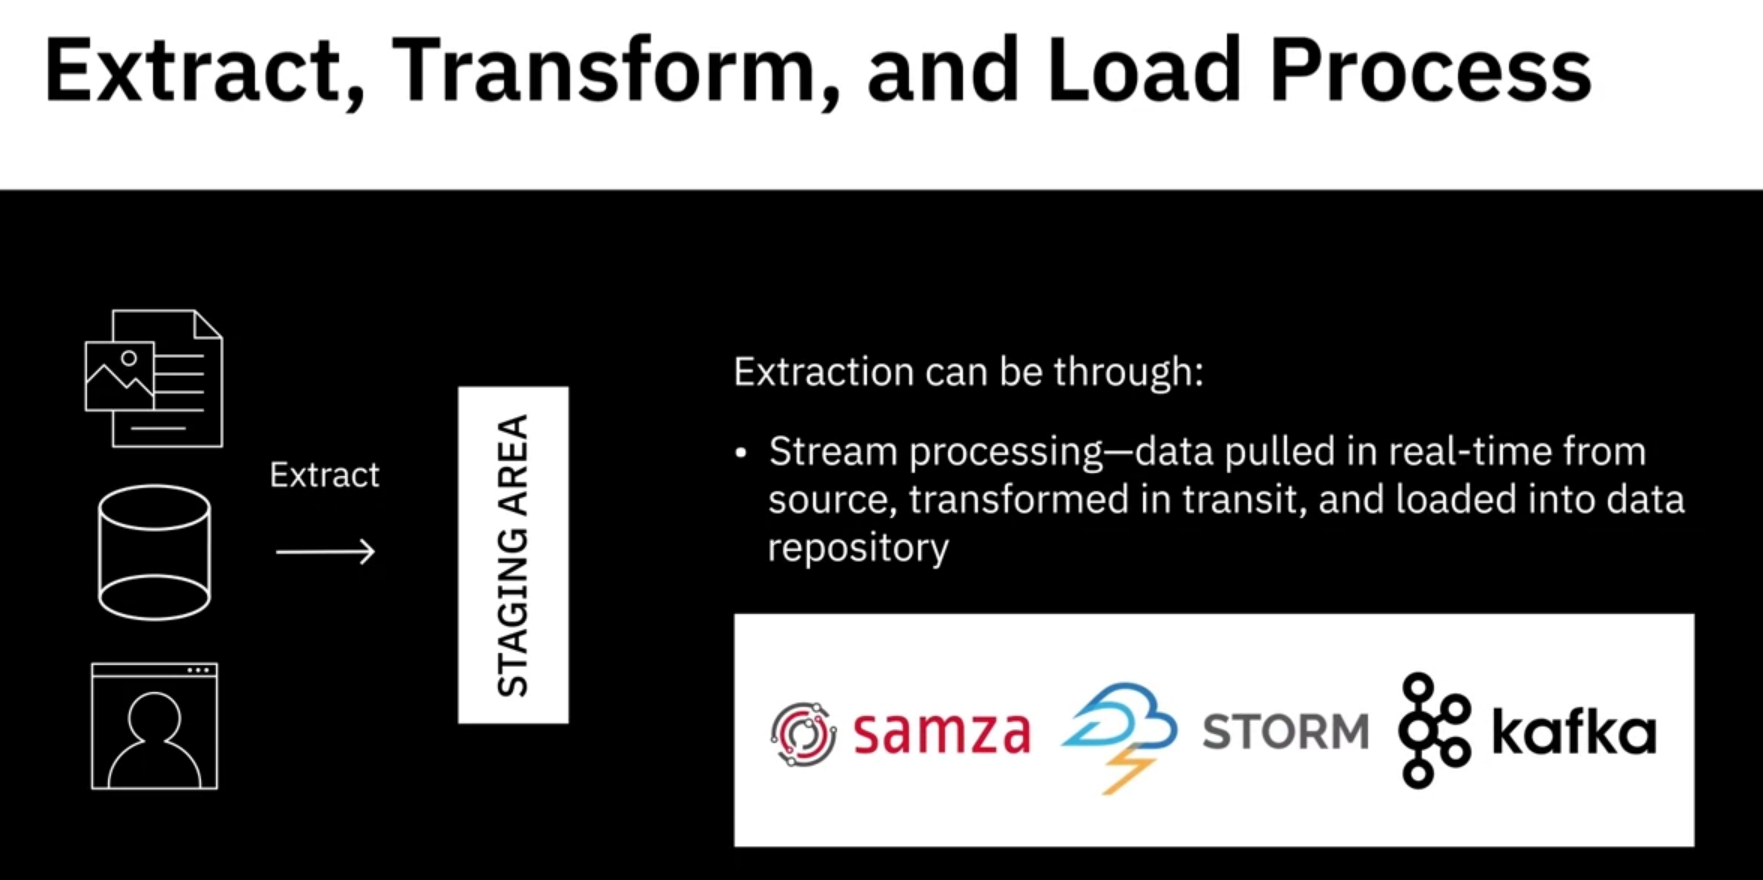 Extract, Transform, and Load Process
Extract
STAGING AREA
Extraction can be through:
• Stream processing—data pulled in real-time from
source, transformed in transit, and loaded into data
repository
samza
STORM
kafka